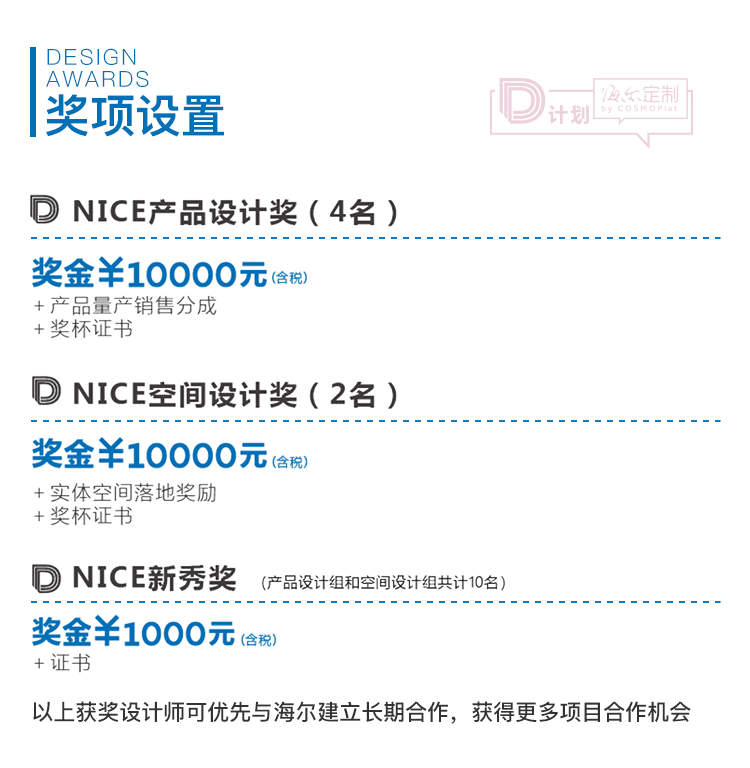 DESIGN
AWARDS
奖项设置
D计划
海尔定制
by COSMOPlat
D NICE产品设计奖（4名）
奖金¥10000元(含税)
+ 产品量产销售分成
+ 奖杯证书
D NICE空间设计奖（2名）
奖金¥10000元(含税)
+ 实体空间落地奖励
+ 奖杯证书
D NICE新秀奖 （产品设计组和空间设计组共计10名）
奖金¥1000元(含税)
+ 证书
以上获奖设计师可优先与海尔建立长期合作，获得更多项目合作机会